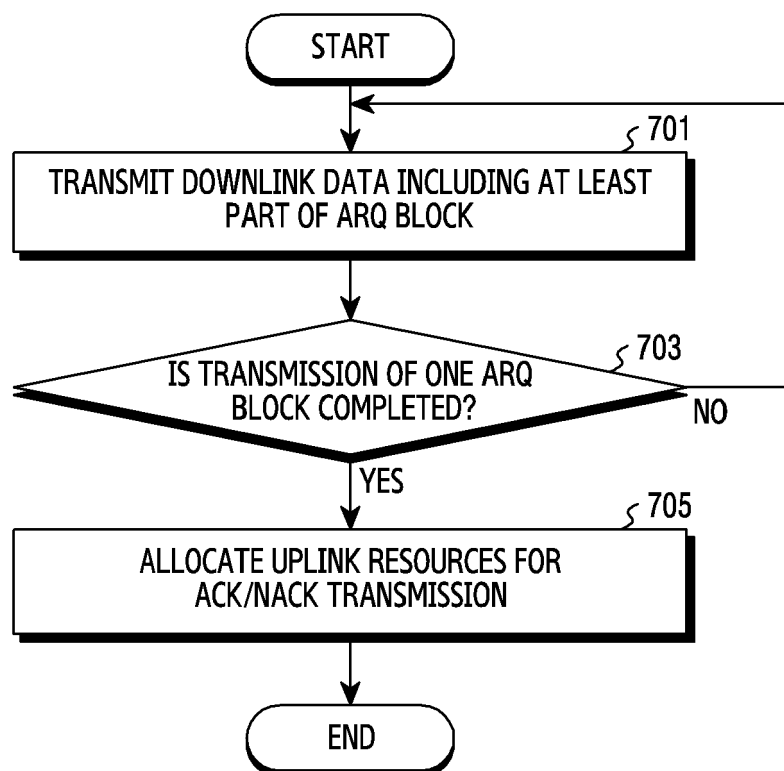 START
701
TRANSMIT DOWNLINK DATA INCLUDING AT LEAST
PART OF ARQ BLOCK
703
IS TRANSMISSION OF ONE ARQ
BLOCK COMPLETED?
NO
YES
705
ALLOCATE UPLINK RESOURCES FOR
ACK/NACK TRANSMISSION
END